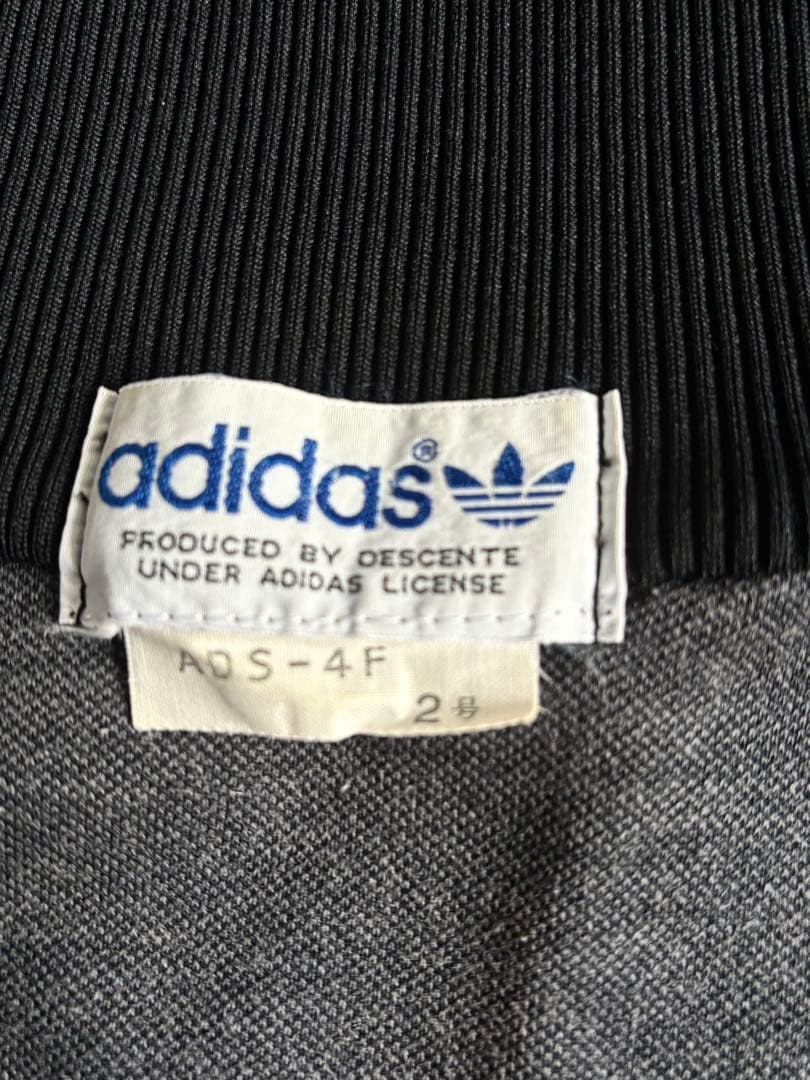 adidas®
PRODUCED BY DESCENTE
UNDER ADIDAS LICENSE
ADS-4F
2号